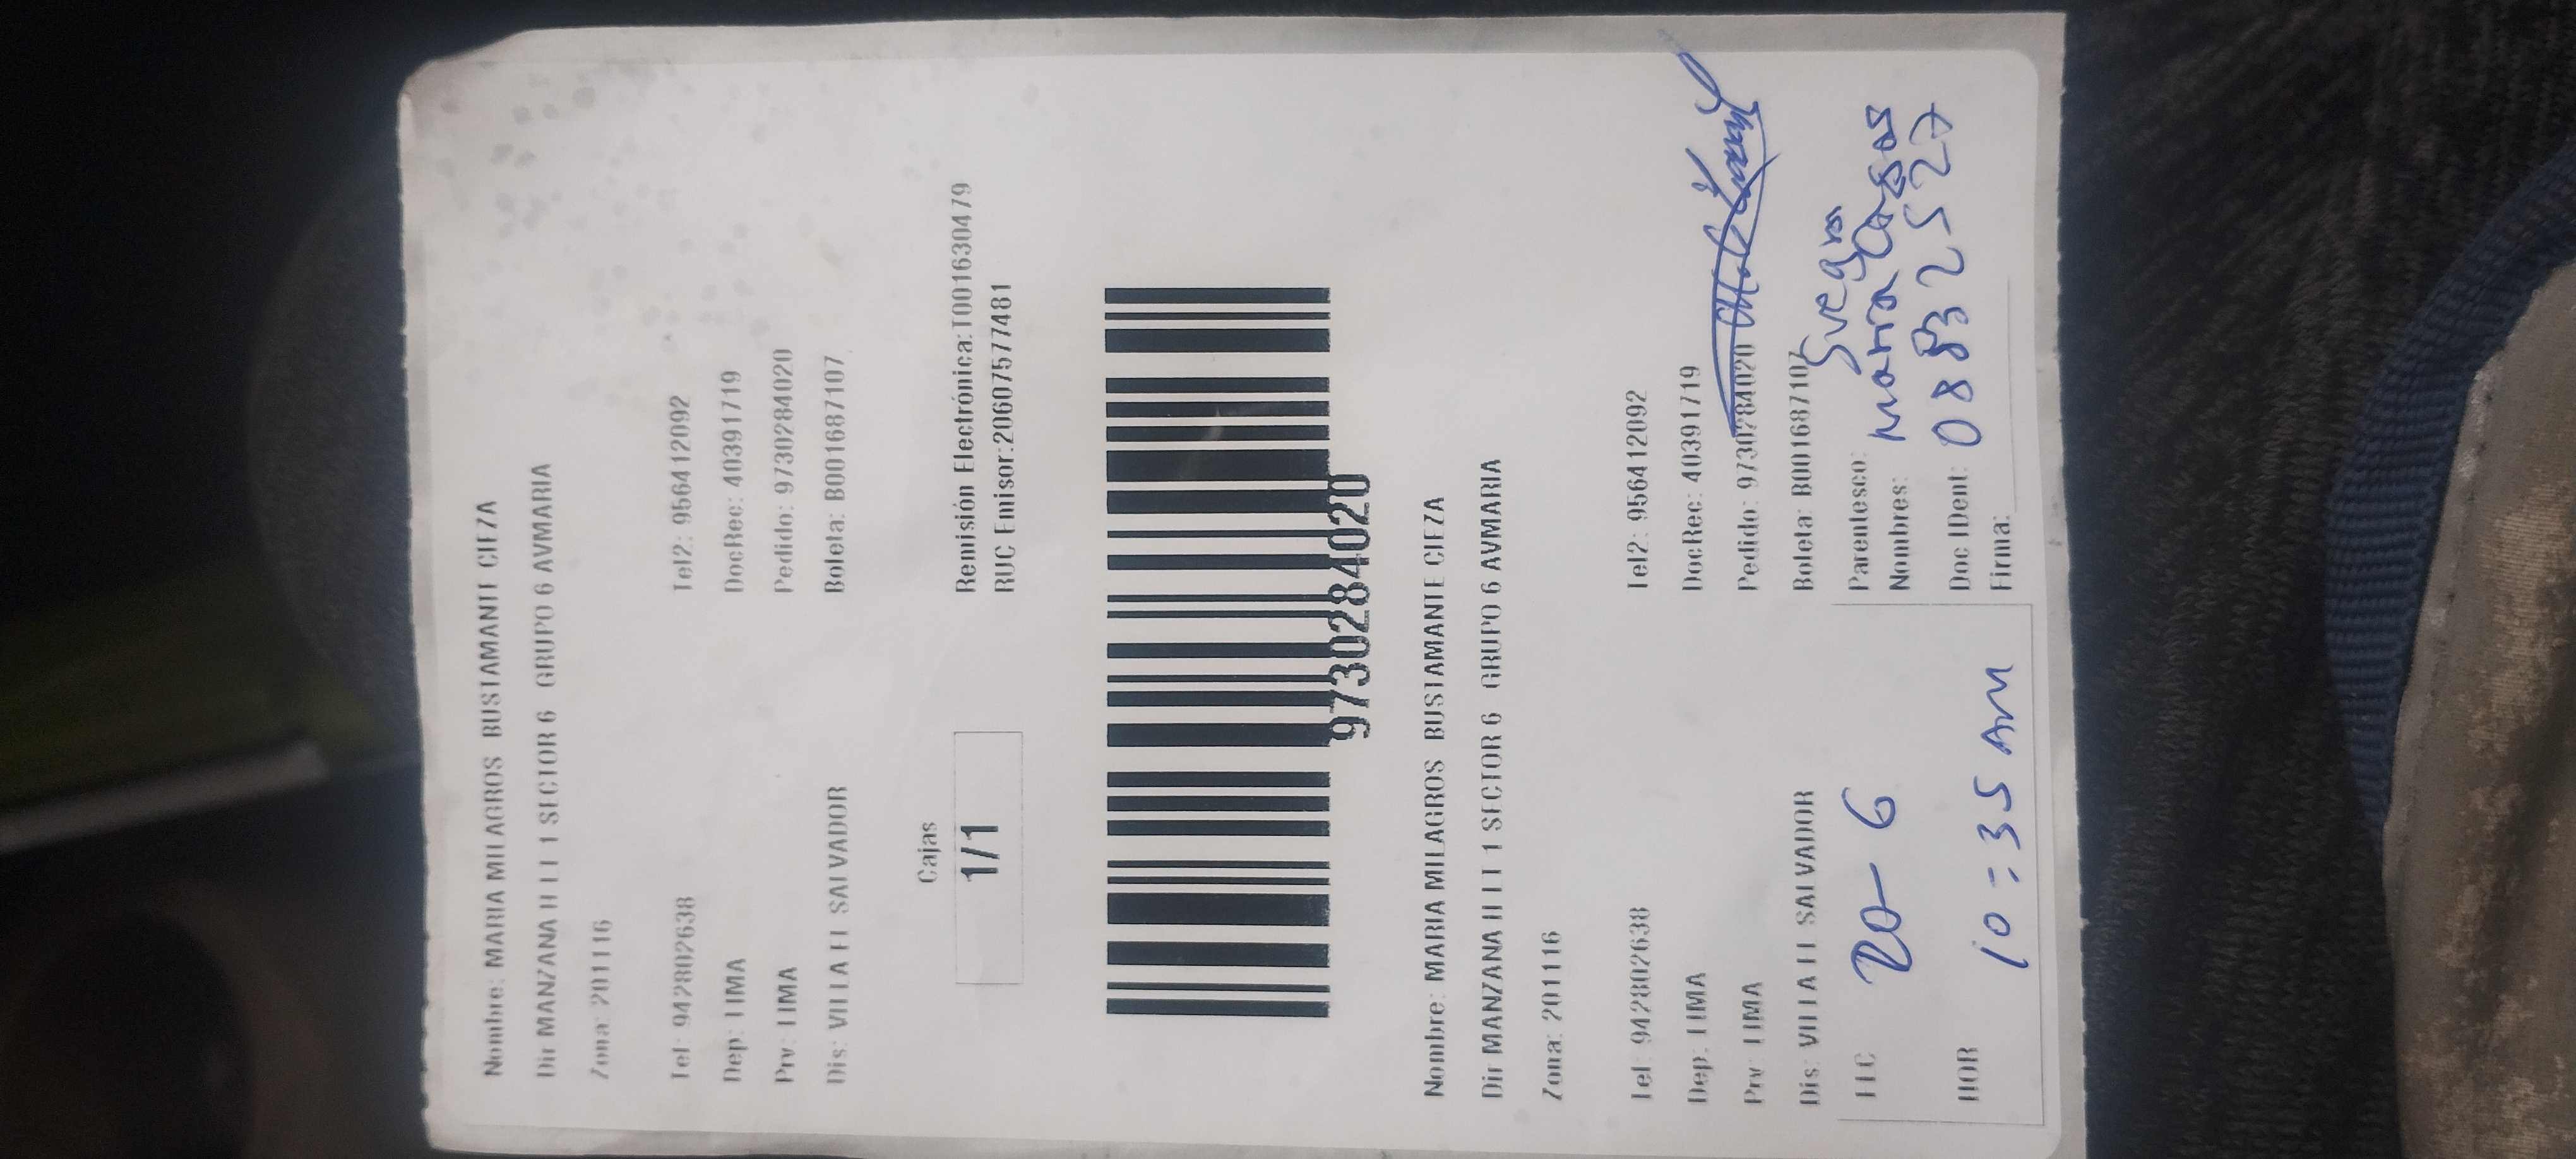 Nombre: MARIA MILAGROS BUSTAMANTE CIEZA
Dir MANZANA H LT 1 SECTOR 6 GRUPO 6 AVMARIA
Zona: 201116
Tel: 942802638 Tel2: 956412092
Dep: LIMA DocRec: 40391719
Prv: LIMA Pedido: 9730284020
Dis: VILLA EL SALVADOR Boleta: B001687107
Cajas
1/1
Remisión Electrónica: T001630479
RUC Emisor:20607577481
9730284020
Nombre: MARIA MILAGROS BUSTAMANTE CIEZA
Dir MANZANA H LT 1 SECTOR 6 GRUPO 6 AVMARIA
Zona: 201116
Tel: 942802638 Tel2: 956412092
Dep: LIMA DocRec: 40391719
Prv: LIMA Pedido: 9730284020
Dis: VILLA EL SALVADOR Boleta: B001687107
FEC 20-6
HOR 10:35 AM
Parentesco: Suegra
Nombres: Maria
Doc IDent: 08832527
Firma: